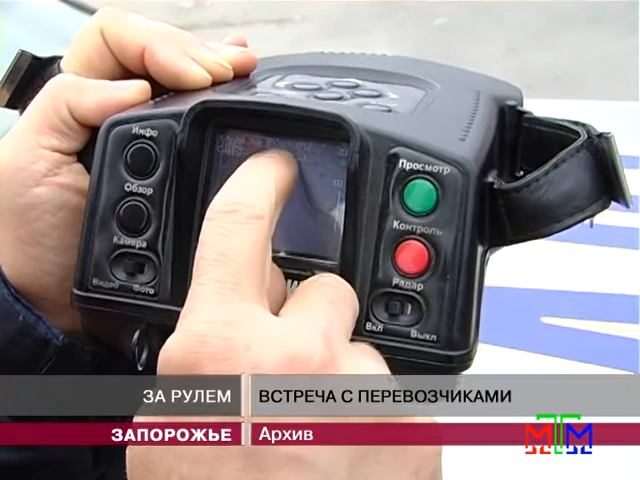 Инфо
Обзор
Камера
Видео Фото
Просмотр
Контроль
Радар
Вкл Выкл
ЗА РУЛЕМ ВСТРЕЧА С ПЕРЕВОЗЧИКАМИ
ЗАПОРОЖЬЕ Архив
МТМ